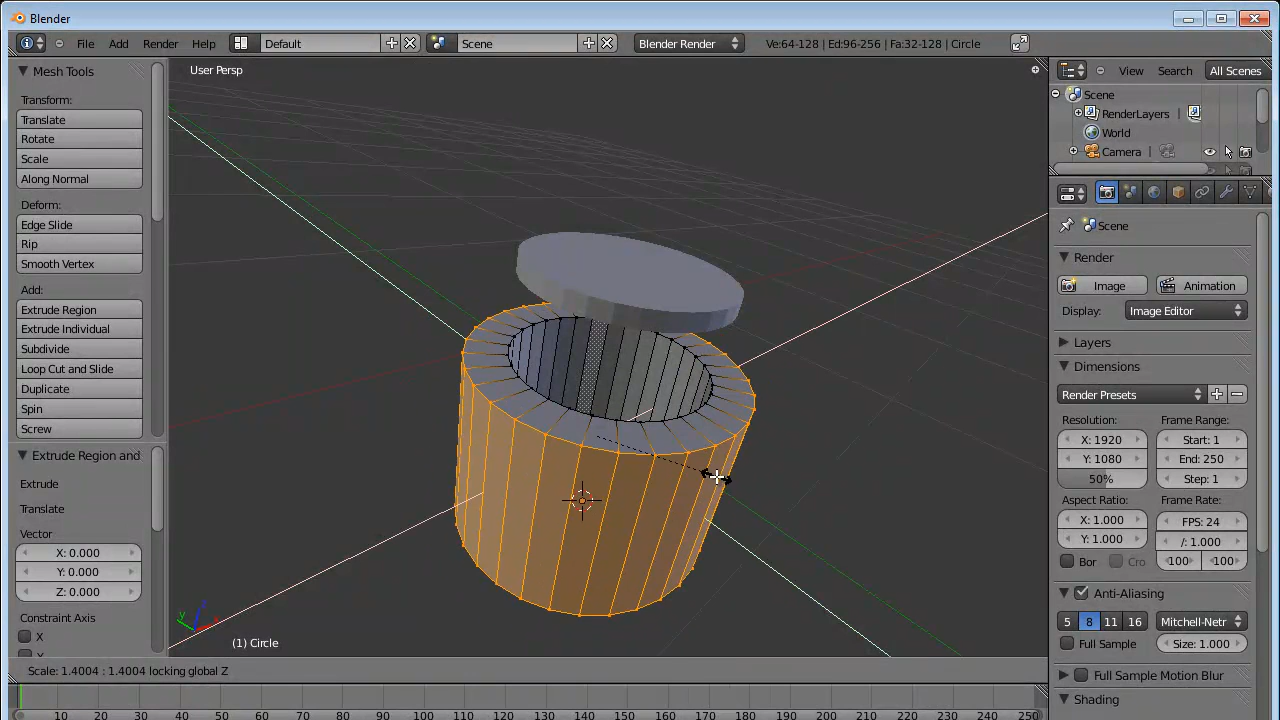 Blender
File Add Render Help Default Scene Blender Render Ve:64-128 | Ed:96-256 | Fa:32-128 | Circle
Mesh Tools
Transform:
Translate
Rotate
Scale
Along Normal
Deform:
Edge Slide
Rip
Smooth Vertex
Add:
Extrude Region
Extrude Individual
Subdivide
Loop Cut and Slide
Duplicate
Spin
Screw
Extrude Region and
Extrude
Translate
Vector
X: 0.000
Y: 0.000
Z: 0.000
Constraint Axis
X
User Persp
(1) Circle
Scale: 1.4004 : 1.4004 locking global Z
10 20 30 40 50 60 70 80 90 100 110 120 130 140 150 160 170 180 190 200 210 220 230 240 250
View Search All Scenes
Scene
RenderLayers |
World
Camera |
Scene
Render
Image Animation
Display: Image Editor
Layers
Dimensions
Render Presets
Resolution: Frame Range:
X: 1920 Start: 1
Y: 1080 End: 250
50% Step: 1
Aspect Ratio: Frame Rate:
X: 1.000 FPS: 24
Y: 1.000 /: 1.000
Bor Cro 100 100
Anti-Aliasing
5 8 11 16 Mitchell-Netr
Full Sample Size: 1.000
Full Sample Motion Blur
Shading